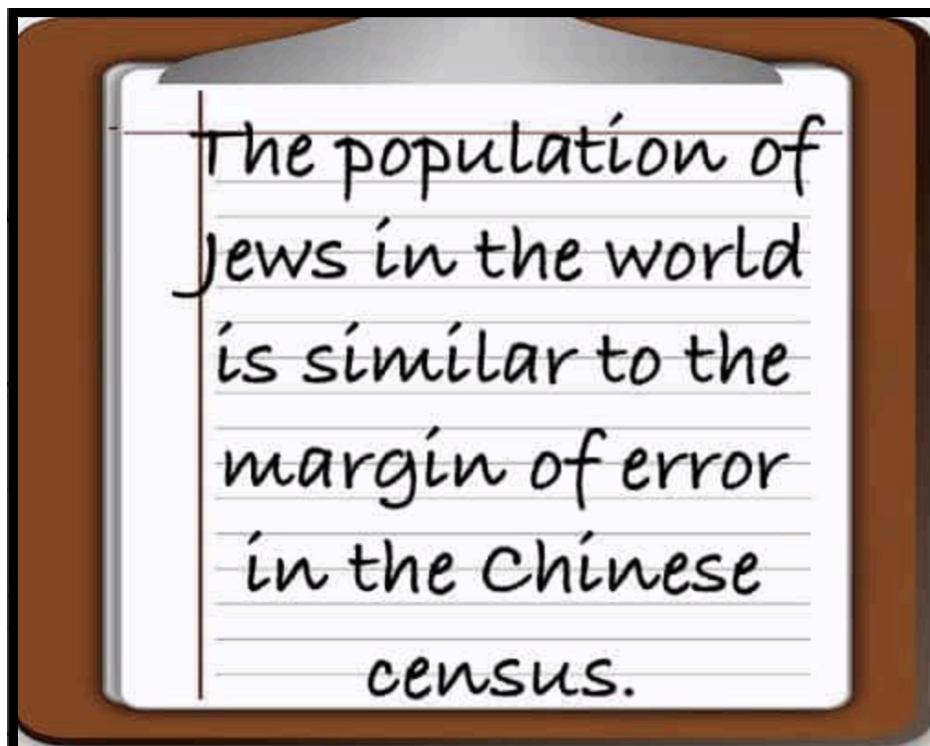 The population of
Jews in the world
is similar to the
margin of error
in the Chinese
census.